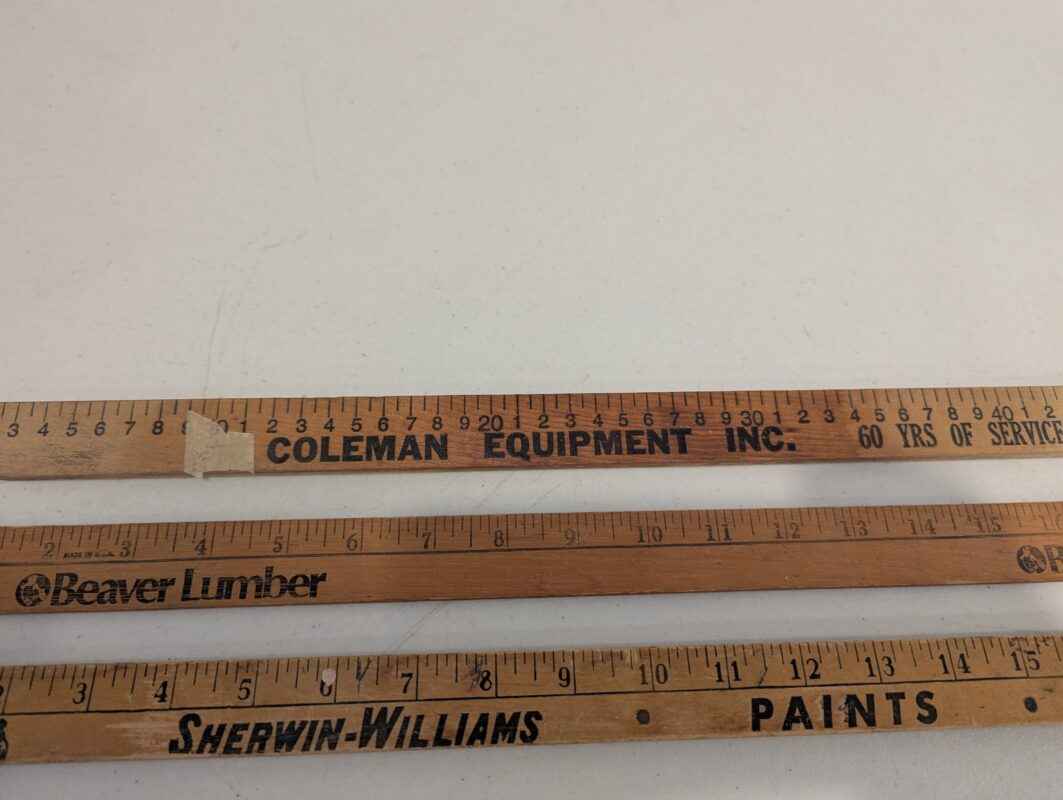 3 4 5 6 7 8 9 0 1 2 3 4 5 6 7 8 9 20 1 2 3 4 5 6 7 8 9 30 1 2 3 4 5 6 7 8 9 40 1 2
COLEMAN EQUIPMENT INC. 60 YRS OF SERVICE
2 3 4 5 6 7 8 9 10 11 12 13 14 15
MADE IN
Beaver Lumber
3 4 5 6 7 8 9 10 11 12 13 14 15
SHERWIN-WILLIAMS PAINTS